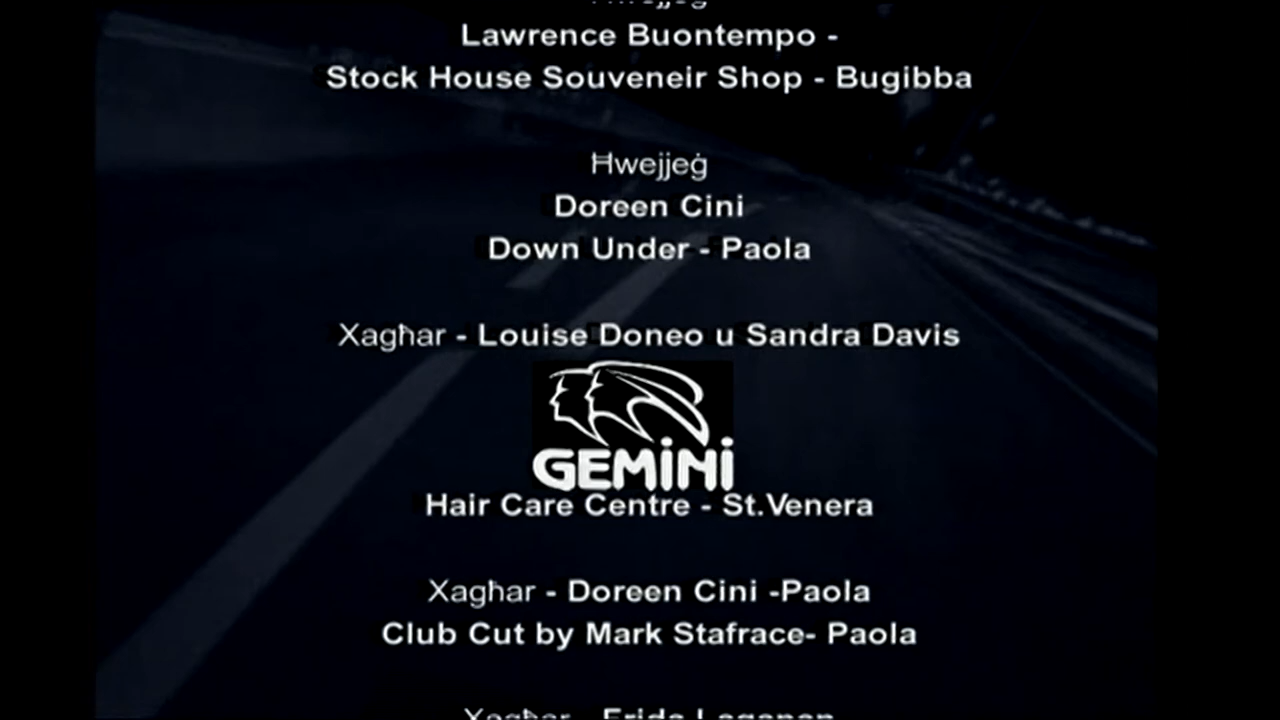 Lawrence Buontempo -
Stock House Souveneir Shop - Bugibba
Ħwejjeġ
Doreen Cini
Down Under - Paola
Xagħar - Louise Doneo u Sandra Davis
GEMiNi
Hair Care Centre - St.Venera
Xagħar - Doreen Cini -Paola
Club Cut by Mark Stafrace- Paola